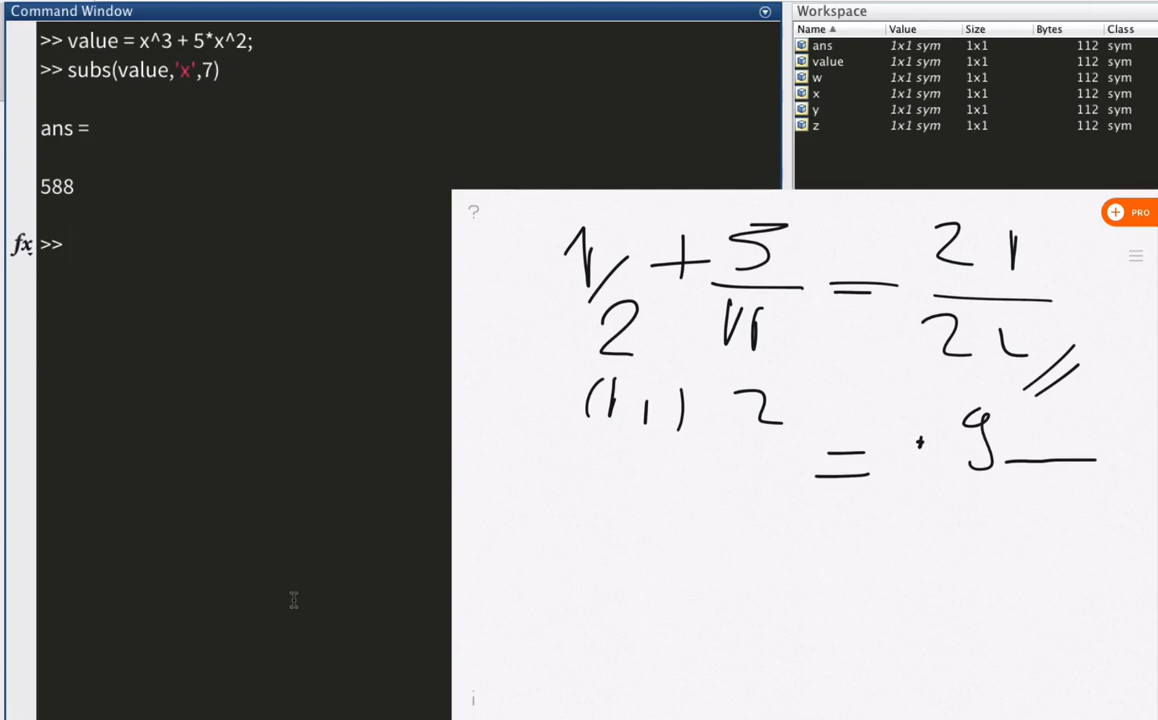 Command Window
>> value = x^3 + 5*x^2;
>> subs(value,'x',7)
ans =
588
fx >>
Workspace
Name Value Size Bytes Class
ans 1x1 sym 1x1 112 sym
value 1x1 sym 1x1 112 sym
w 1x1 sym 1x1 112 sym
x 1x1 sym 1x1 112 sym
y 1x1 sym 1x1 112 sym
z 1x1 sym 1x1 112 sym
? PRO
1/2 + 5/11 = 21/22
(11) 2
= .9__
i